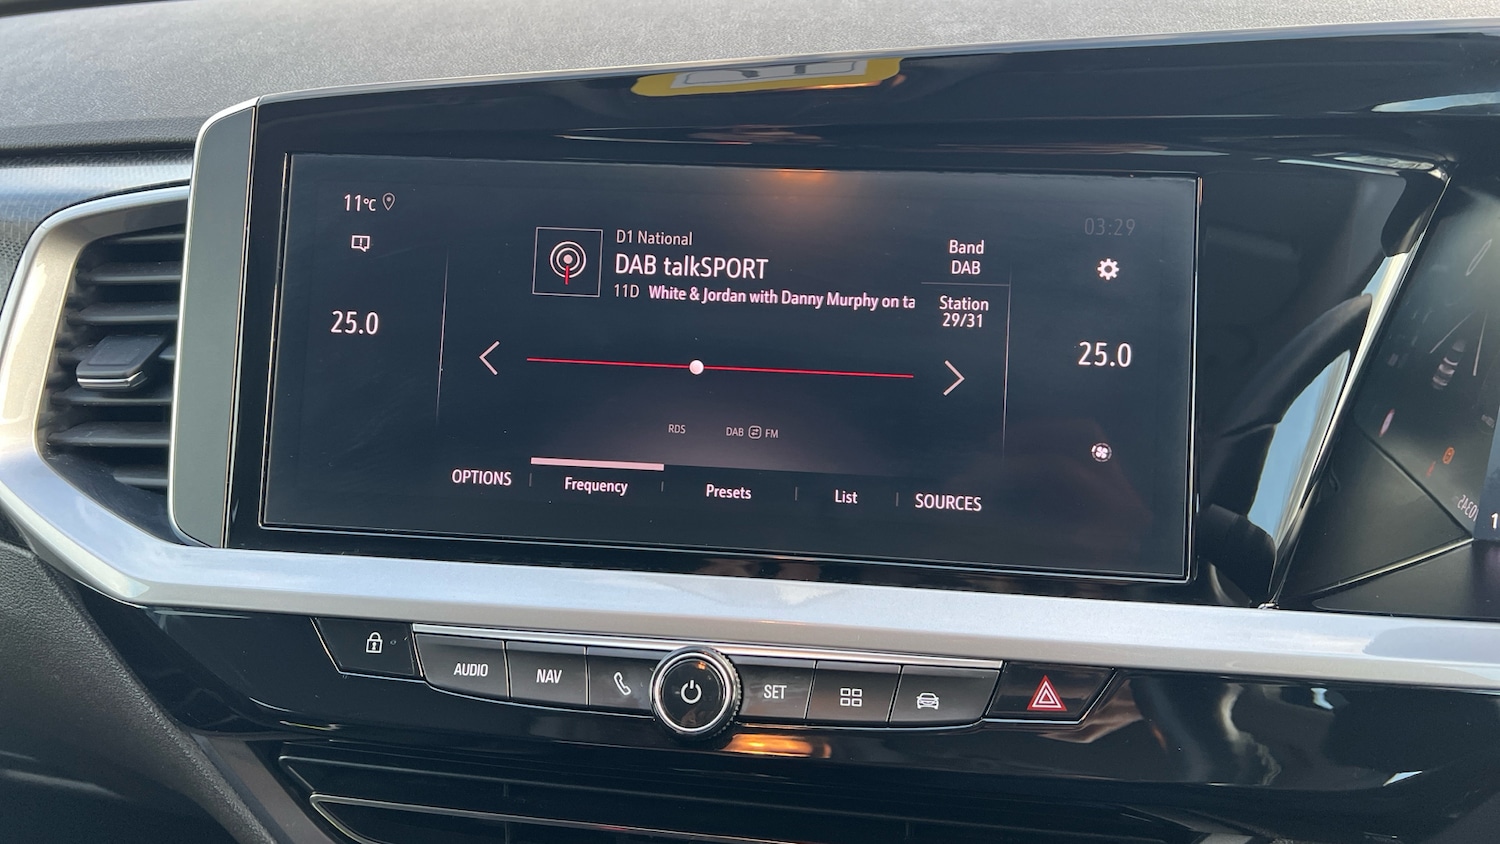 11°C
25.0
D1 National
DAB talkSPORT
11D White & Jordan with Danny Murphy on ta
Band
DAB
Station
29/31
03:29
25.0
RDS
DAB FM
OPTIONS
Frequency
Presets
List
SOURCES
AUDIO
NAV
SET